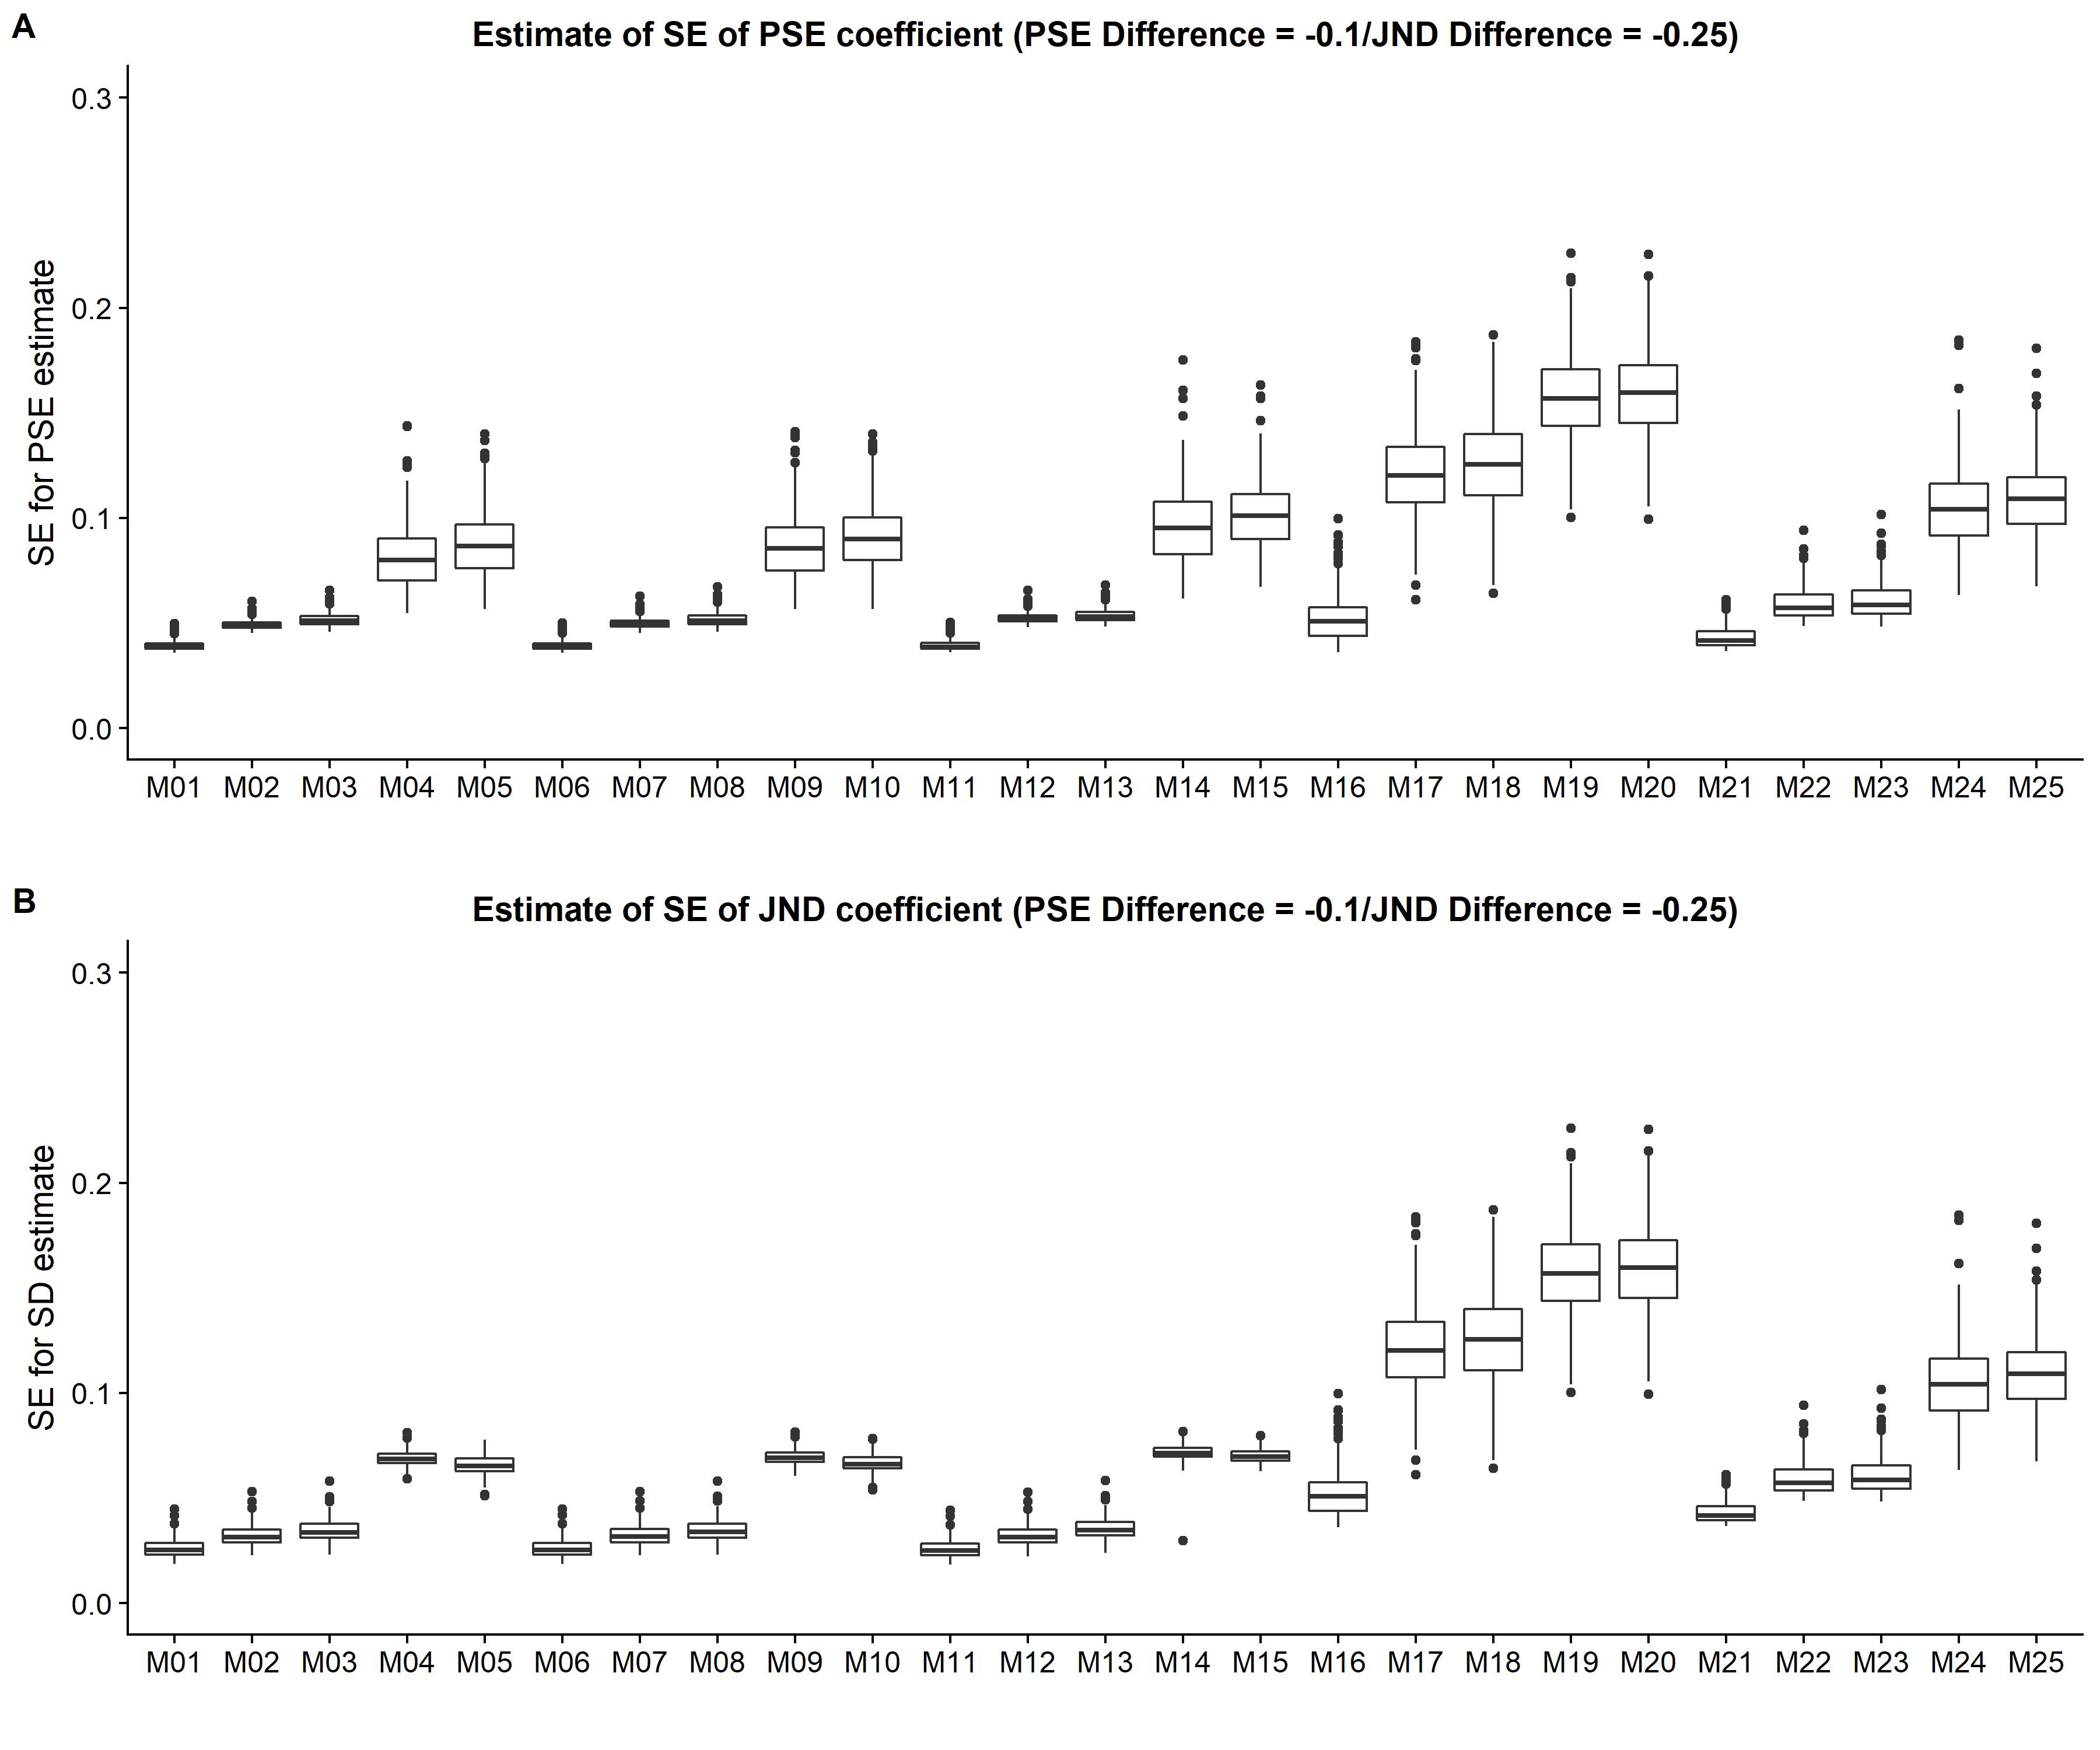 A
Estimate of SE of PSE coefficient (PSE Difference = -0.1/JND Difference = -0.25)
SE for PSE estimate
0.3
0.2
0.1
0.0
M01 M02 M03 M04 M05 M06 M07 M08 M09 M10 M11 M12 M13 M14 M15 M16 M17 M18 M19 M20 M21 M22 M23 M24 M25
B
Estimate of SE of JND coefficient (PSE Difference = -0.1/JND Difference = -0.25)
SE for SD estimate
0.3
0.2
0.1
0.0
M01 M02 M03 M04 M05 M06 M07 M08 M09 M10 M11 M12 M13 M14 M15 M16 M17 M18 M19 M20 M21 M22 M23 M24 M25